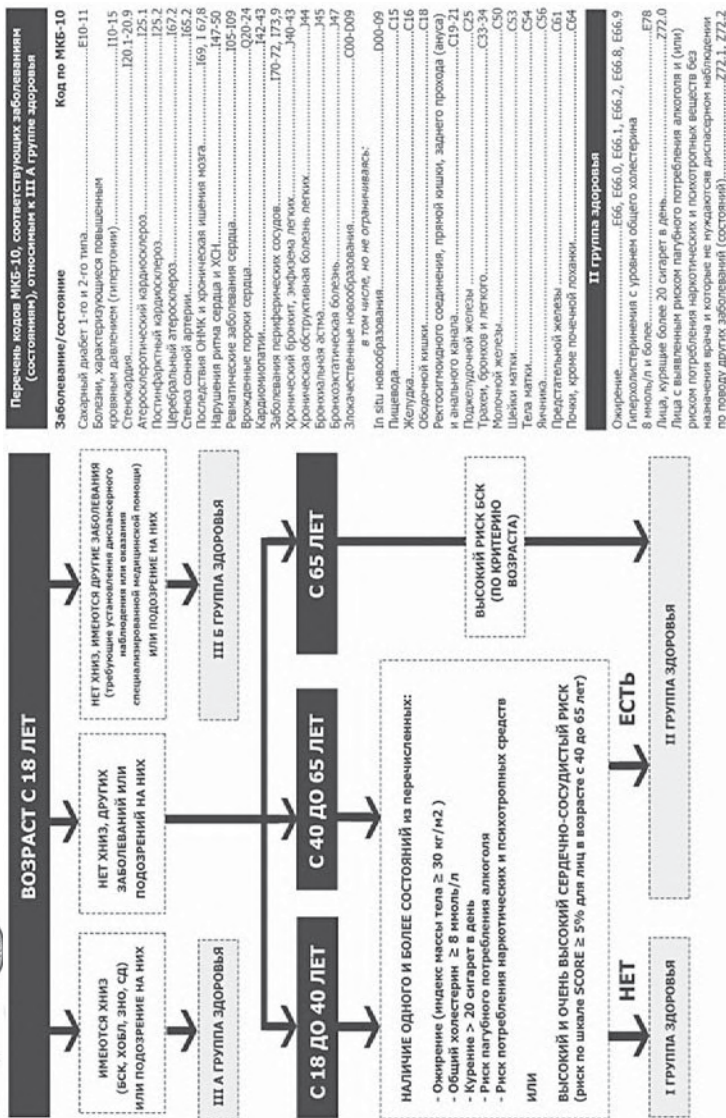 ВОЗРАСТ С 18 ЛЕТ
ИМЕЮТСЯ ХНИЗ
(БСК, ХОБЛ, ЗНО, СД)
ИЛИ ПОДОЗРЕНИЕ НА НИХ
НЕТ ХНИЗ, ДРУГИХ
ЗАБОЛЕВАНИЙ ИЛИ
ПОДОЗРЕНИЙ НА НИХ
НЕТ ХНИЗ, ИМЕЮТСЯ ДРУГИЕ ЗАБОЛЕВАНИЯ
(требующие установления диспансерного
наблюдения или оказания
специализированной медицинской помощи)
ИЛИ ПОДОЗРЕНИЕ НА НИХ
III А ГРУППА ЗДОРОВЬЯ
III Б ГРУППА ЗДОРОВЬЯ
С 18 ДО 40 ЛЕТ
С 40 ДО 65 ЛЕТ
С 65 ЛЕТ
НАЛИЧИЕ ОДНОГО И БОЛЕЕ СОСТОЯНИЙ из перечисленных:
- Ожирение (индекс массы тела ≥ 30 кг/м2 )
- Общий холестерин ≥ 8 ммоль/л
- Курение > 20 сигарет в день
- Риск пагубного потребления алкоголя
- Риск потребления наркотических и психотропных средств
ИЛИ
ВЫСОКИЙ И ОЧЕНЬ ВЫСОКИЙ СЕРДЕЧНО-СОСУДИСТЫЙ РИСК
(риск по шкале SCORE ≥ 5% для лиц в возрасте с 40 до 65 лет)
ВЫСОКИЙ РИСК БСК
(ПО КРИТЕРИЮ
ВОЗРАСТА)
НЕТ
ЕСТЬ
I ГРУППА ЗДОРОВЬЯ
II ГРУППА ЗДОРОВЬЯ
Перечень кодов МКБ-10, соответствующих заболеваниям
(состояниям), относимым к III А группе здоровья
Заболевание/состояние Код по МКБ-10
Сахарный диабет 1-го и 2-го типа E10-11
Болезни, характеризующиеся повышенным
кровяным давлением (гипертонии) I10-15
Стенокардия I20.1-20.9
Атеросклеротический кардиосклероз I25.1
Постинфарктный кардиосклероз I25.2
Церебральный атеросклероз I67.2
Стеноз сонной артерии I65.2
Последствия ОНМК и хроническая ишемия мозга I69, I 67,8
Нарушения ритма сердца и ХСН I47-50
Ревматические заболевания сердца I05-I09
Врожденные пороки сердца Q20-24
Кардиомиопатии I42-43
Заболевания периферических сосудов I70-72, I73,9
Хронический бронхит, эмфизема легких J40-43
Хроническая обструктивная болезнь легких J44
Бронхиальная астма J45
Бронхоэктатическая болезнь J47
Злокачественные новообразования C00-D09
в том числе, но не ограничиваясь:
In situ новообразования D00-09
Пищевода C15
Желудка C16
Ободочной кишки C18
Ректосигмоидного соединения, прямой кишки, заднего прохода (ануса)
и анального канала C19-21
Поджелудочной железы C25
Трахеи, бронхов и легкого C33-34
Молочной железы C50
Шейки матки C53
Тела матки C54
Яичника C56
Предстательной железы C61
Почки, кроме почечной лоханки C64
II группа здоровья
Ожирение E66, E66.0, E66.1, E66.2, E66.8, E66.9
Гиперхолистеринемия с уровнем общего холестерина
8 ммоль/л и более E78
Лица, курящие более 20 сигарет в день Z72.0
Лица с выявленным риском пагубного потребления алкоголя и (или)
риском потребления наркотических и психотропных веществ без
назначения врача и которые не нуждаются в диспасерном наблюдении
по поводу других заболеваний (состояний) Z72.1, Z72.2